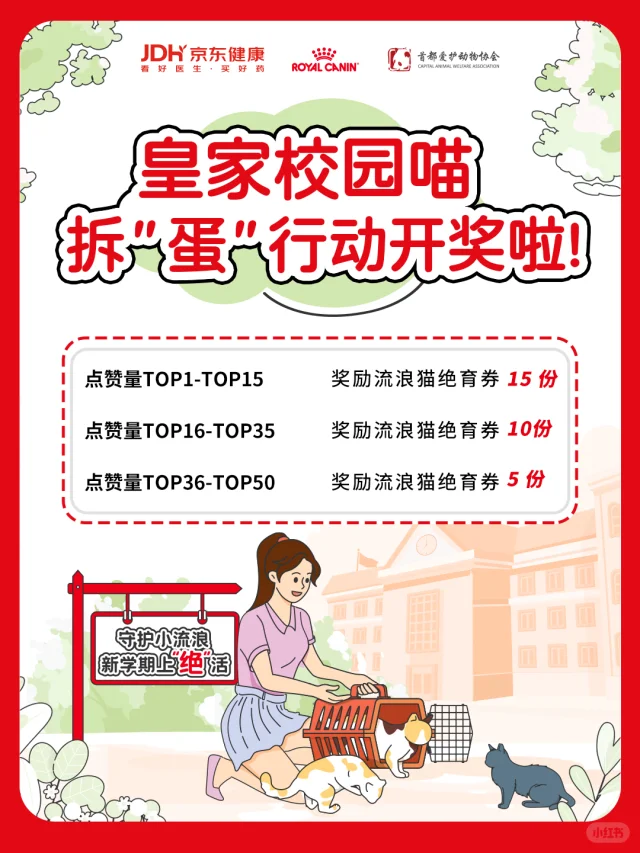 JDH 京东健康
看好医生·买好药
ROYAL CANIN
首都爱护动物协会
CAPITAL ANIMAL WELFARE ASSOCIATION
皇家校园喵
拆"蛋"行动开奖啦!
点赞量TOP1-TOP15 奖励流浪猫绝育券 15 份
点赞量TOP16-TOP35 奖励流浪猫绝育券 10份
点赞量TOP36-TOP50 奖励流浪猫绝育券 5 份
守护小流浪
新学期上"绝"活
小红书